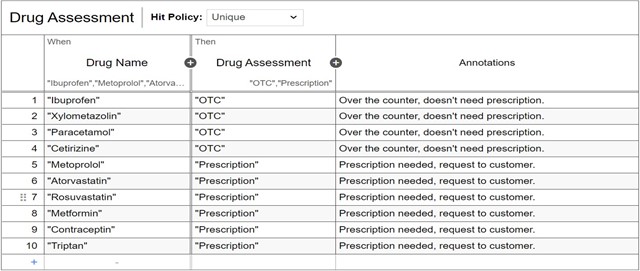 Drug Assessment Hit Policy: Unique
When Then
Drug Name Drug Assessment Annotations
"Ibuprofen","Metoprolol","Atorva... "OTC","Prescription"
1 "Ibuprofen" "OTC" Over the counter, doesn't need prescription.
2 "Xylometazolin" "OTC" Over the counter, doesn't need prescription.
3 "Paracetamol" "OTC" Over the counter, doesn't need prescription.
4 "Cetirizine" "OTC" Over the counter, doesn't need prescription.
5 "Metoprolol" "Prescription" Prescription needed, request to customer.
6 "Atorvastatin" "Prescription" Prescription needed, request to customer.
7 "Rosuvastatin" "Prescription" Prescription needed, request to customer.
8 "Metformin" "Prescription" Prescription needed, request to customer.
9 "Contraceptin" "Prescription" Prescription needed, request to customer.
10 "Triptan" "Prescription" Prescription needed, request to customer.
+ -